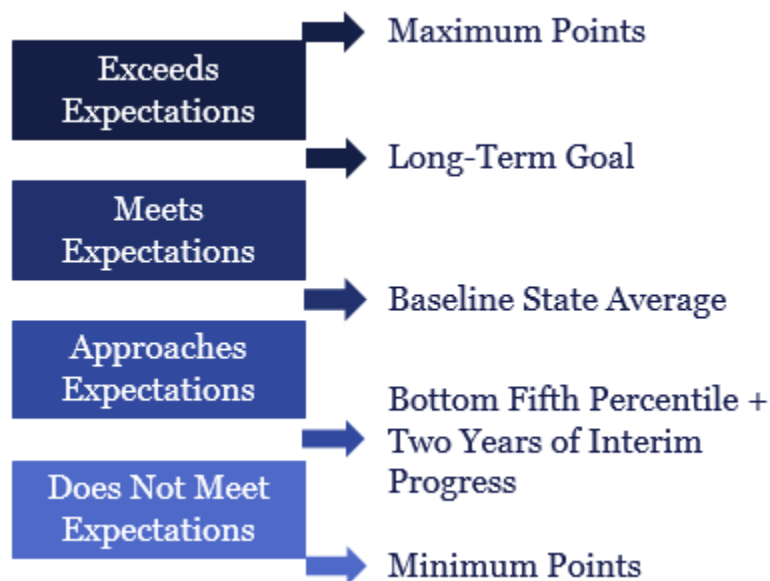 Maximum Points
Exceeds
Expectations
Long-Term Goal
Meets
Expectations
Baseline State Average
Approaches
Expectations
Bottom Fifth Percentile +
Two Years of Interim
Progress
Does Not Meet
Expectations
Minimum Points